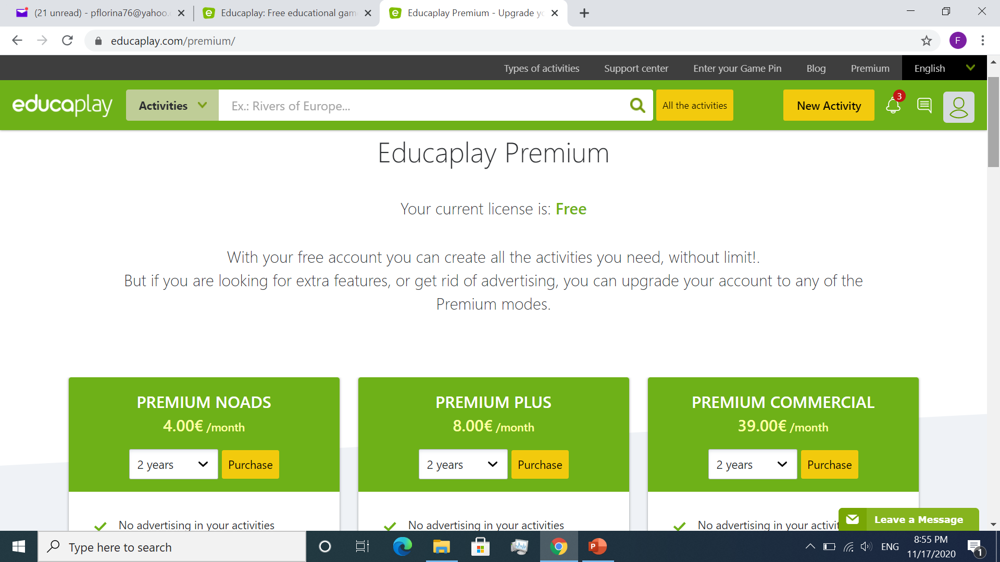 (21 unread) - pflorina76@yahoo.
Educaplay: Free educational gam
Educaplay Premium - Upgrade yo
educaplay.com/premium/
F
Types of activities
Support center
Enter your Game Pin
Blog
Premium
English
educaplay
Activities
Ex.: Rivers of Europe...
All the activities
New Activity
3
Educaplay Premium
Your current license is: Free
With your free account you can create all the activities you need, without limit!.
But if you are looking for extra features, or get rid of advertising, you can upgrade your account to any of the
Premium modes.
PREMIUM NOADS
4.00€ /month
2 years
Purchase
No advertising in your activities
PREMIUM PLUS
8.00€ /month
2 years
Purchase
No advertising in your activities
PREMIUM COMMERCIAL
39.00€ /month
2 years
Purchase
No advertising in your activit
Leave a Message
Type here to search
P
ENG
8:55 PM
11/17/2020
1